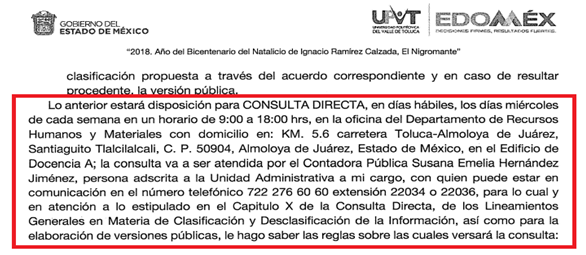 GOBIERNO DEL
ESTADO DE MÉXICO
UPVT
UNIVERSIDAD POLITÉCNICA
DEL VALLE DE TOLUCA
EDOMÉX
DECISIONES FIRMES, RESULTADOS FUERTES.
"2018. Año del Bicentenario del Natalicio de Ignacio Ramírez Calzada, El Nigromante"
clasificación propuesta a través del acuerdo correspondiente y en caso de resultar
procedente, la versión pública.
Lo anterior estará disposición para CONSULTA DIRECTA, en días hábiles, los días miércoles
de cada semana en un horario de 9:00 a 18:00 hrs, en la oficina del Departamento de Recursos
Humanos y Materiales con domicilio en: KM. 5.6 carretera Toluca-Almoloya de Juárez,
Santiaguito Tlalcilalcali, C. P. 50904, Almoloya de Juárez, Estado de México, en el Edificio de
Docencia A; la consulta va a ser atendida por el Contadora Pública Susana Emelia Hernández
Jiménez, persona adscrita a la Unidad Administrativa a mi cargo, con quien puede estar en
comunicación en el número telefónico 722 276 60 60 extensión 22034 o 22036, para lo cual y
en atención a lo estipulado en el Capitulo X de la Consulta Directa, de los Lineamientos
Generales en Materia de Clasificación y Desclasificación de la Información, así como para la
elaboración de versiones públicas, le hago saber las reglas sobre las cuales versará la consulta: